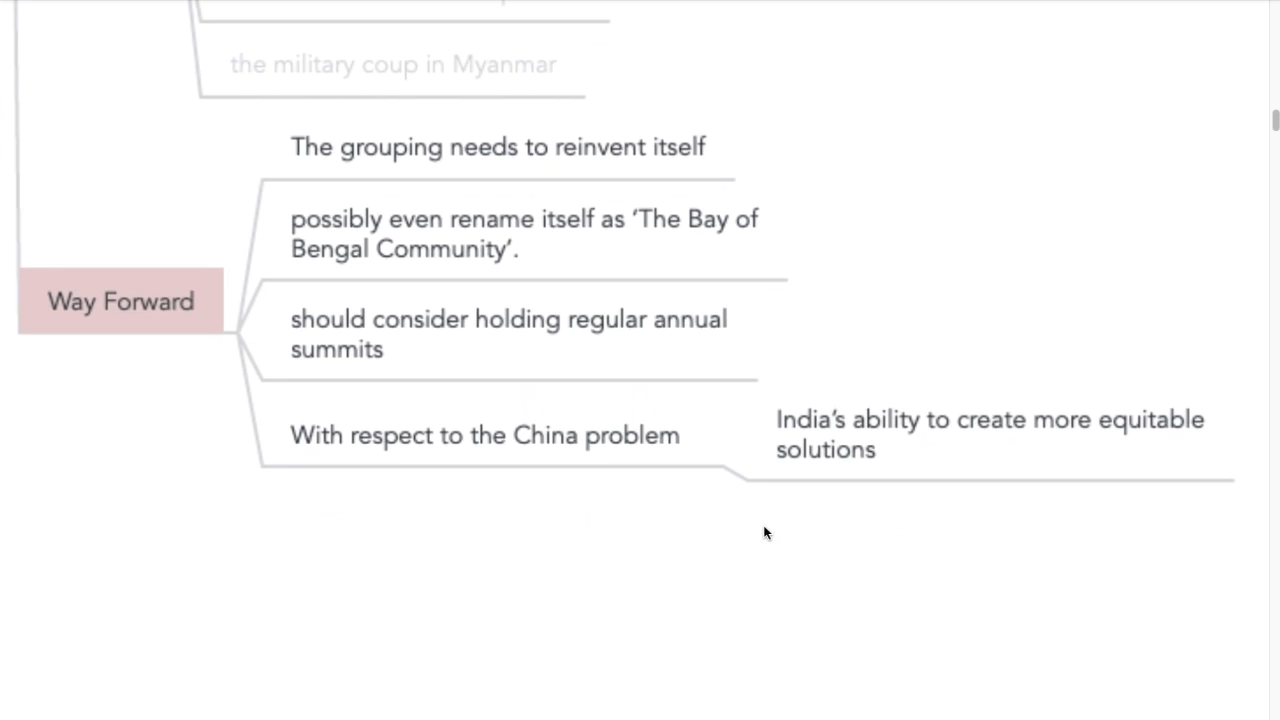 the military coup in Myanmar
The grouping needs to reinvent itself
possibly even rename itself as ‘The Bay of
Bengal Community’.
Way Forward
should consider holding regular annual
summits
With respect to the China problem
India’s ability to create more equitable
solutions